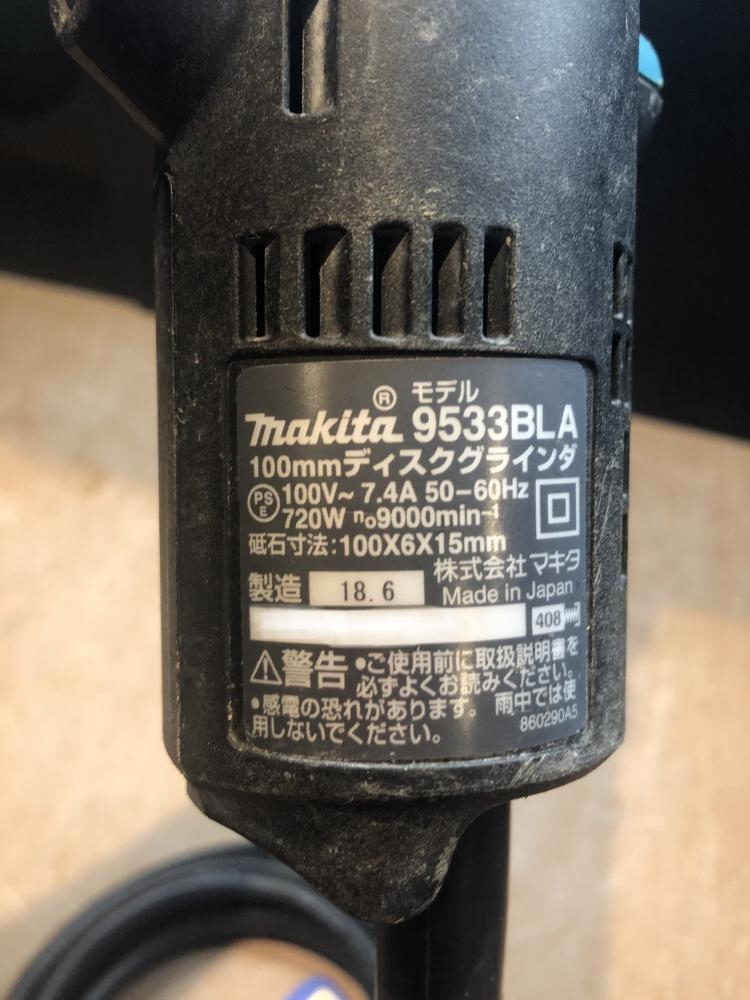 モデル
makita® 9533BLA
100mmディスクグラインダ
PSE 100V~ 7.4A 50-60Hz
720W n₀9000min⁻¹
砥石寸法:100X6X15mm
株式会社マキタ
製造 18.6 Made in Japan
408
⚠警告 •ご使用前に取扱説明書を
必ずよくお読みください。
•感電の恐れがあります。 雨中では使
用しないでください。 860290A5